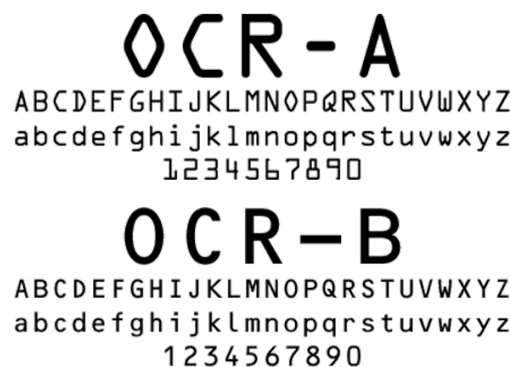 OCR-A
ABCDEFGHIJKLMNOPQRSTUVWXYZ
abcdefghijklmnopqrstuvwxyz
1234567890
OCR-B
ABCDEFGHIJKLMNOPQRSTUVWXYZ
abcdefghijklmnopqrstuvwxyz
1234567890